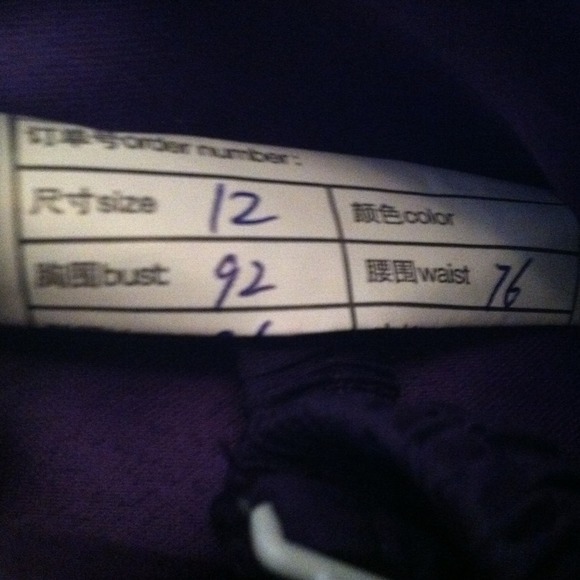 订单号order number:
尺寸size 12 颜色color
胸围bust: 92 腰围waist 76